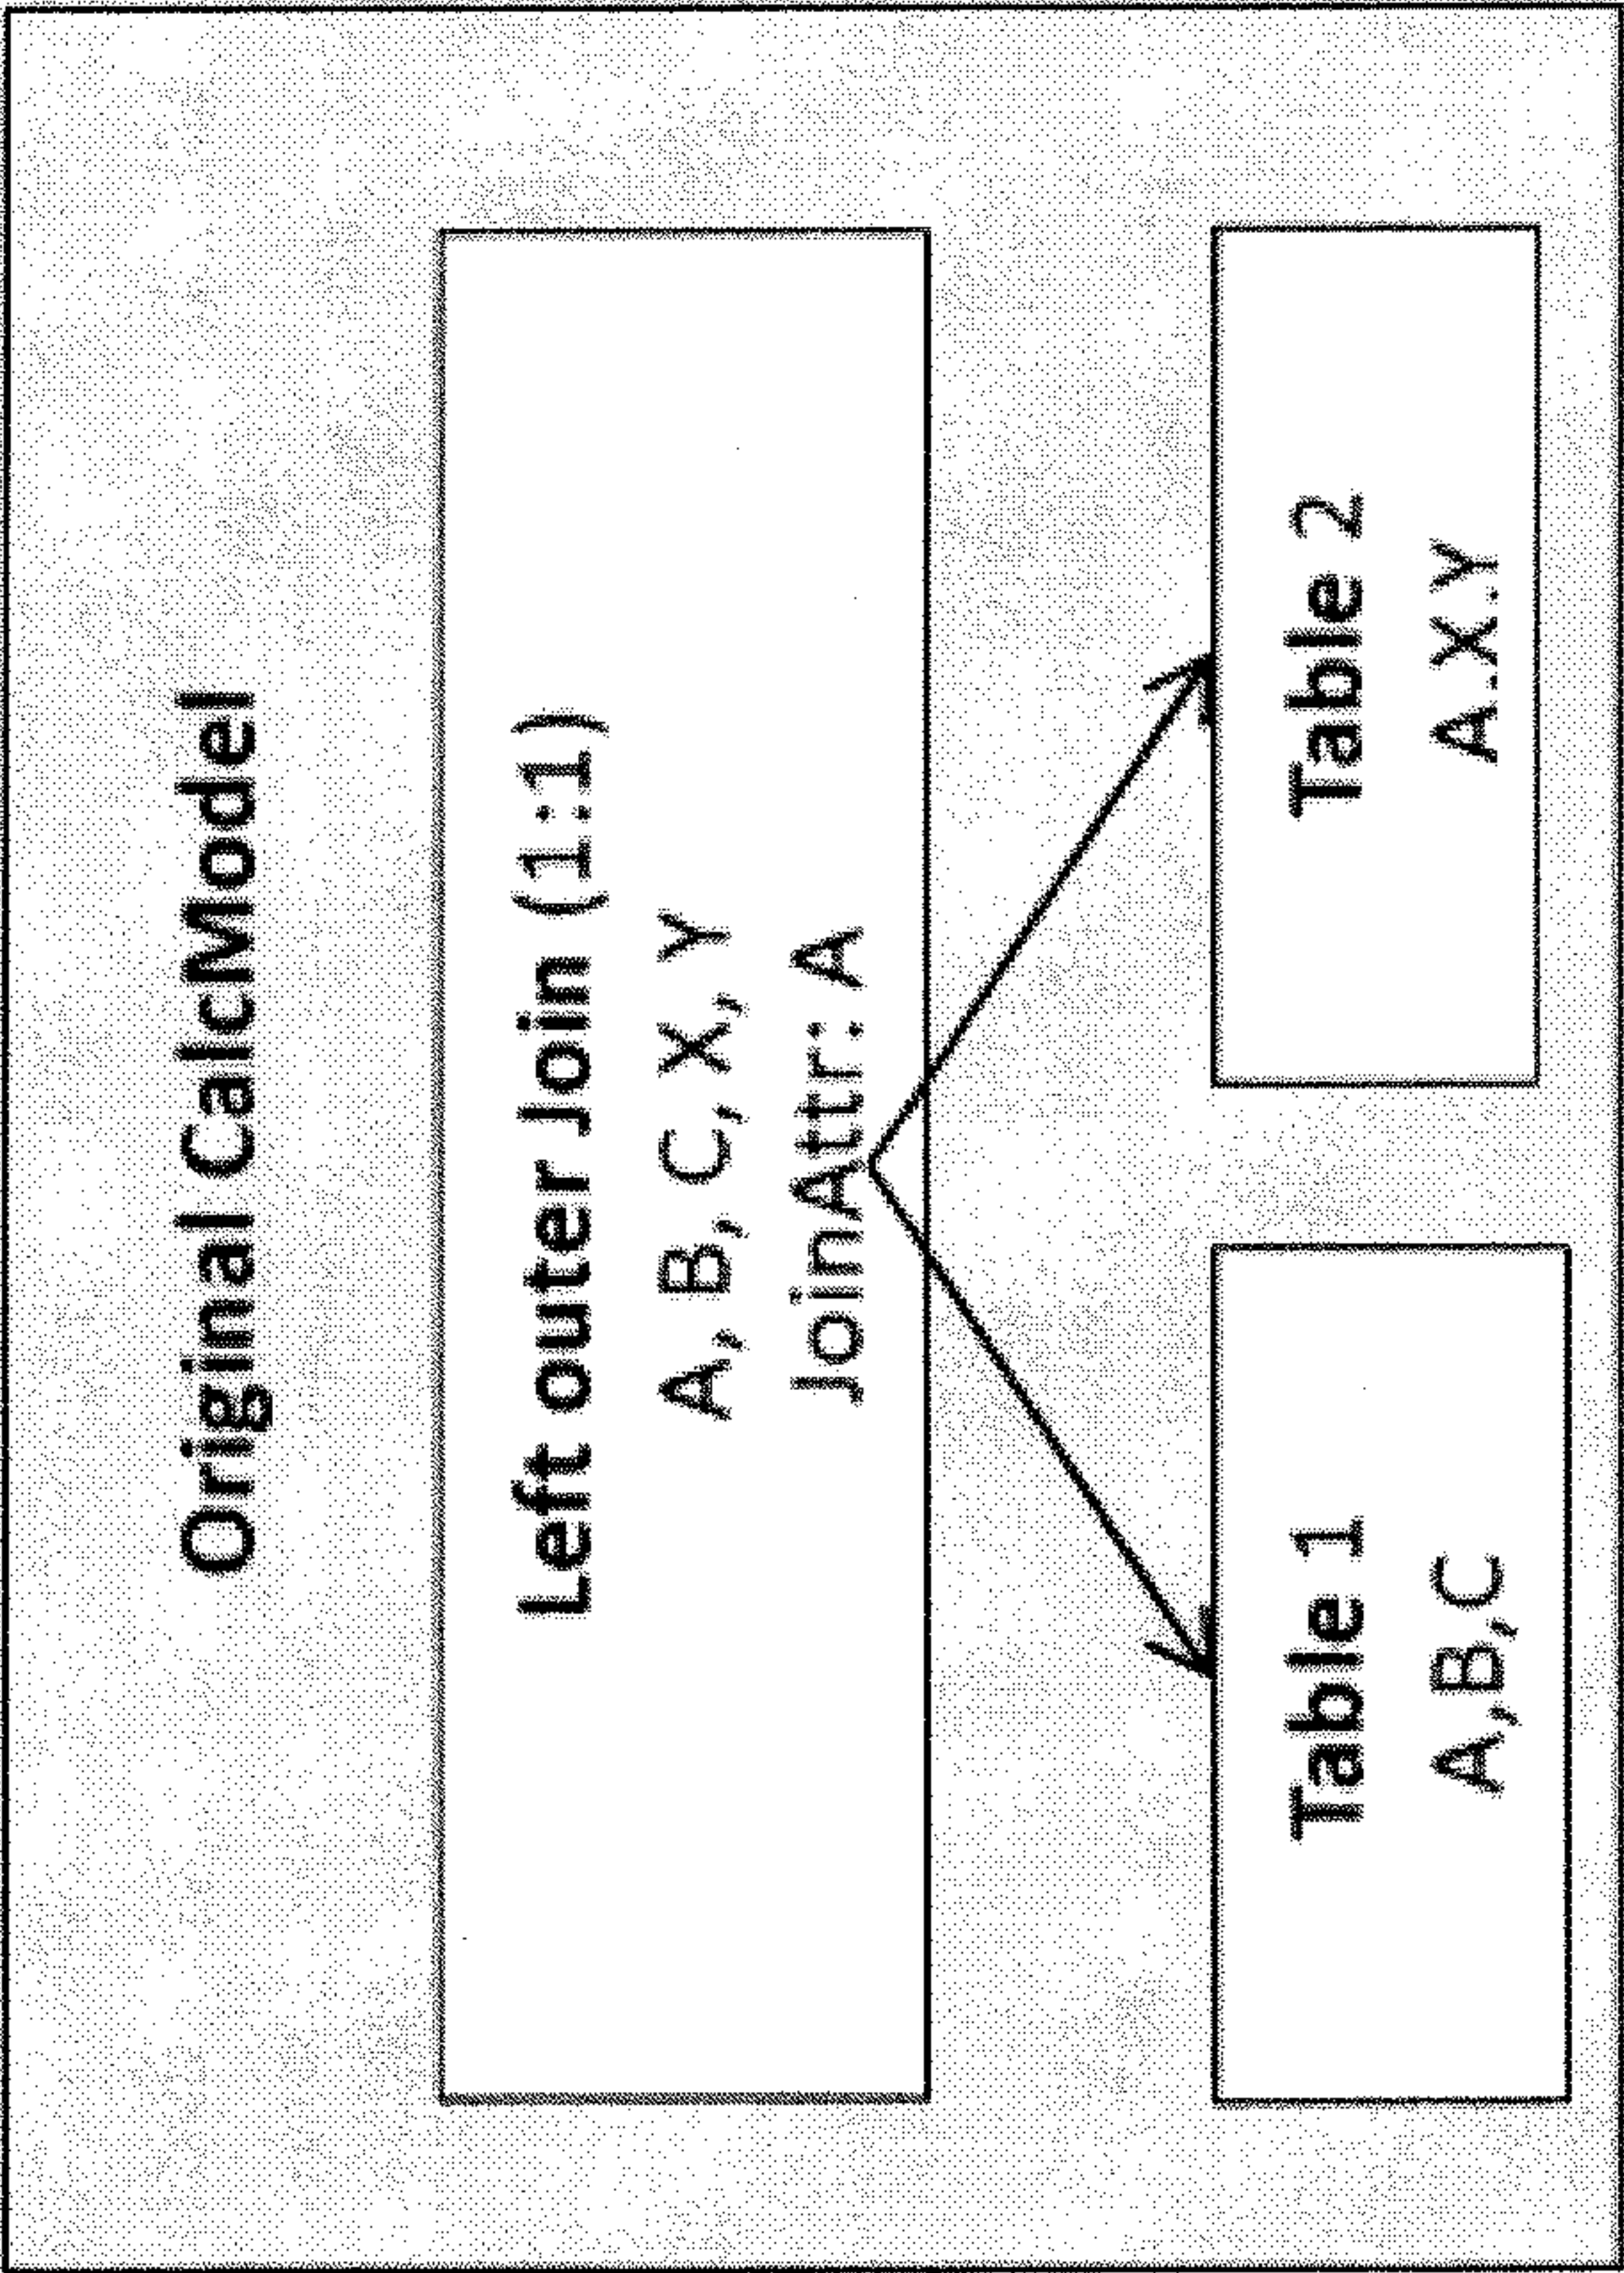 Original CalcModel
Left outer Join (1:1)
A, B, C, X, Y
JoinAttr: A
Table 1
A,B,C
Table 2
A.X.Y